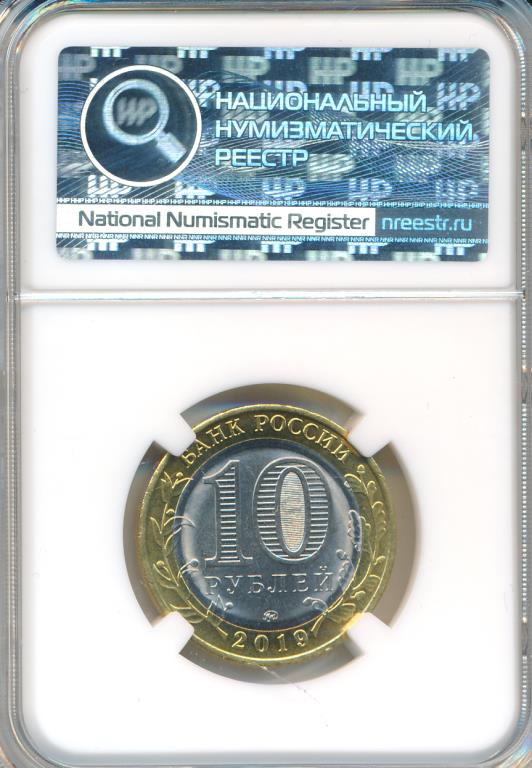 НАЦИОНАЛЬНЫЙ
НУМИЗМАТИЧЕСКИЙ
РЕЕСТР
National Numismatic Register nreestr.ru
БАНК РОССИИ
10
РУБЛЕЙ
2019